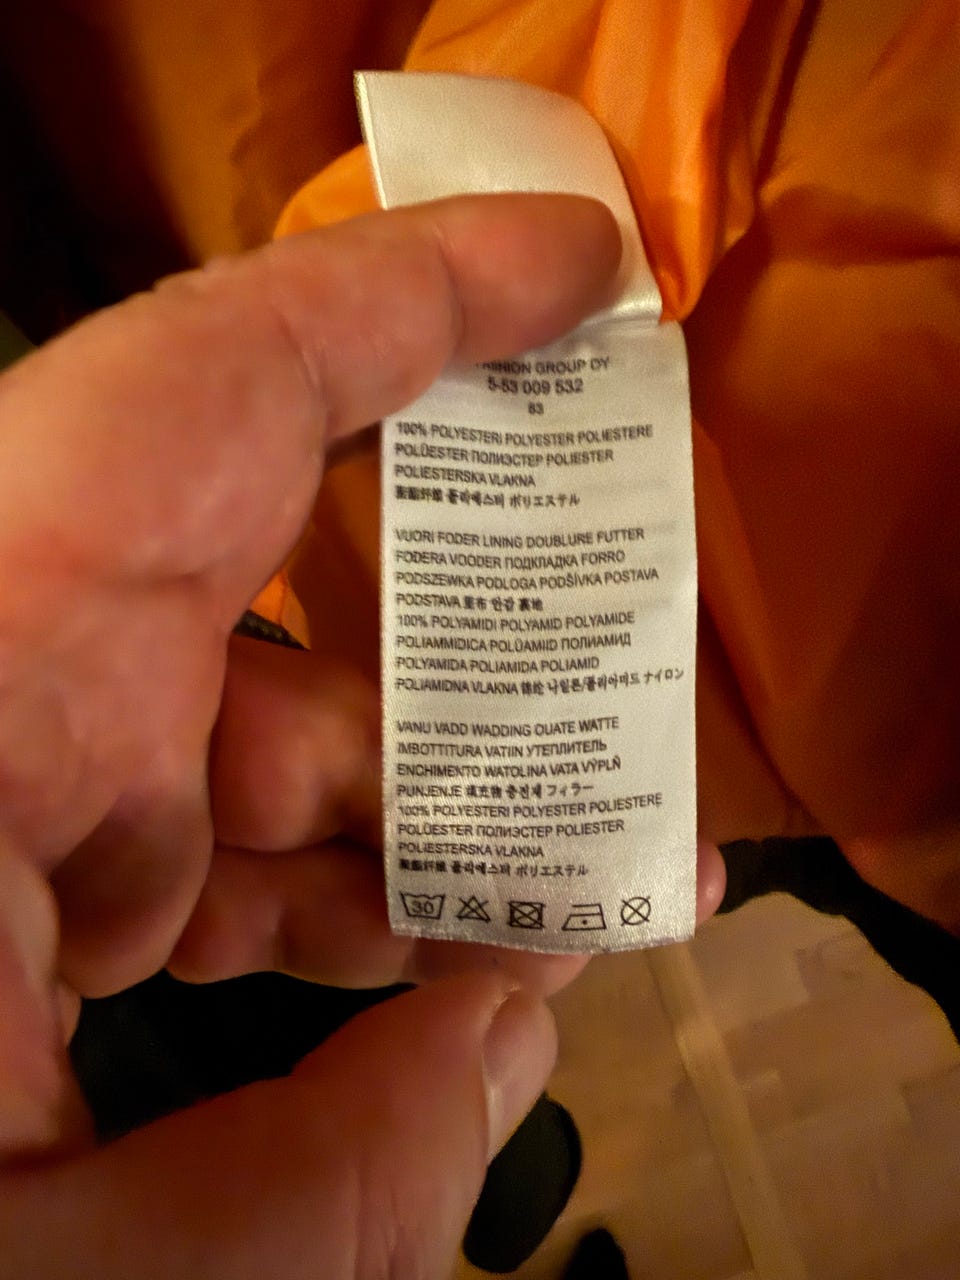 FASHION GROUP OY
5-53 009 532
53
100% POLYESTERI POLYESTER POLIESTERE
POLÜESTER ПОЛИЭСТЕР POLIESTER
POLIESTERSKA VLAKNA
聚酯纤维 폴리에스터 ポリエステル
VUORI FODER LINING DOUBLURE FUTTER
FODERA VOODER ПОДКЛАДКА FORRO
PODSZEWKA PODLOGA PODŠÍVKA POSTAVA
PODSTAVA 里布 안감 裏地
100% POLYAMIDI POLYAMID POLYAMIDE
POLIAMMIDICA POLÜAMIID ПОЛИАМИД
POLYAMIDA POLIAMIDA POLIAMID
POLIAMIDNA VLAKNA 锦纶 나일론/폴리아미드 ナイロン
VANU VADD WADDING OUATE WATTE
IMBOTTITURA VATIIN УТЕПЛИТЕЛЬ
ENCHIMENTO WATOLINA VATA VÝPLŇ
PUNJENJE 填充物 충전재 フィラー
100% POLYESTERI POLYESTER POLIESTERE
POLÜESTER ПОЛИЭСТЕР POLIESTER
POLIESTERSKA VLAKNA
聚酯纤维 폴리에스터 ポリエステル
30